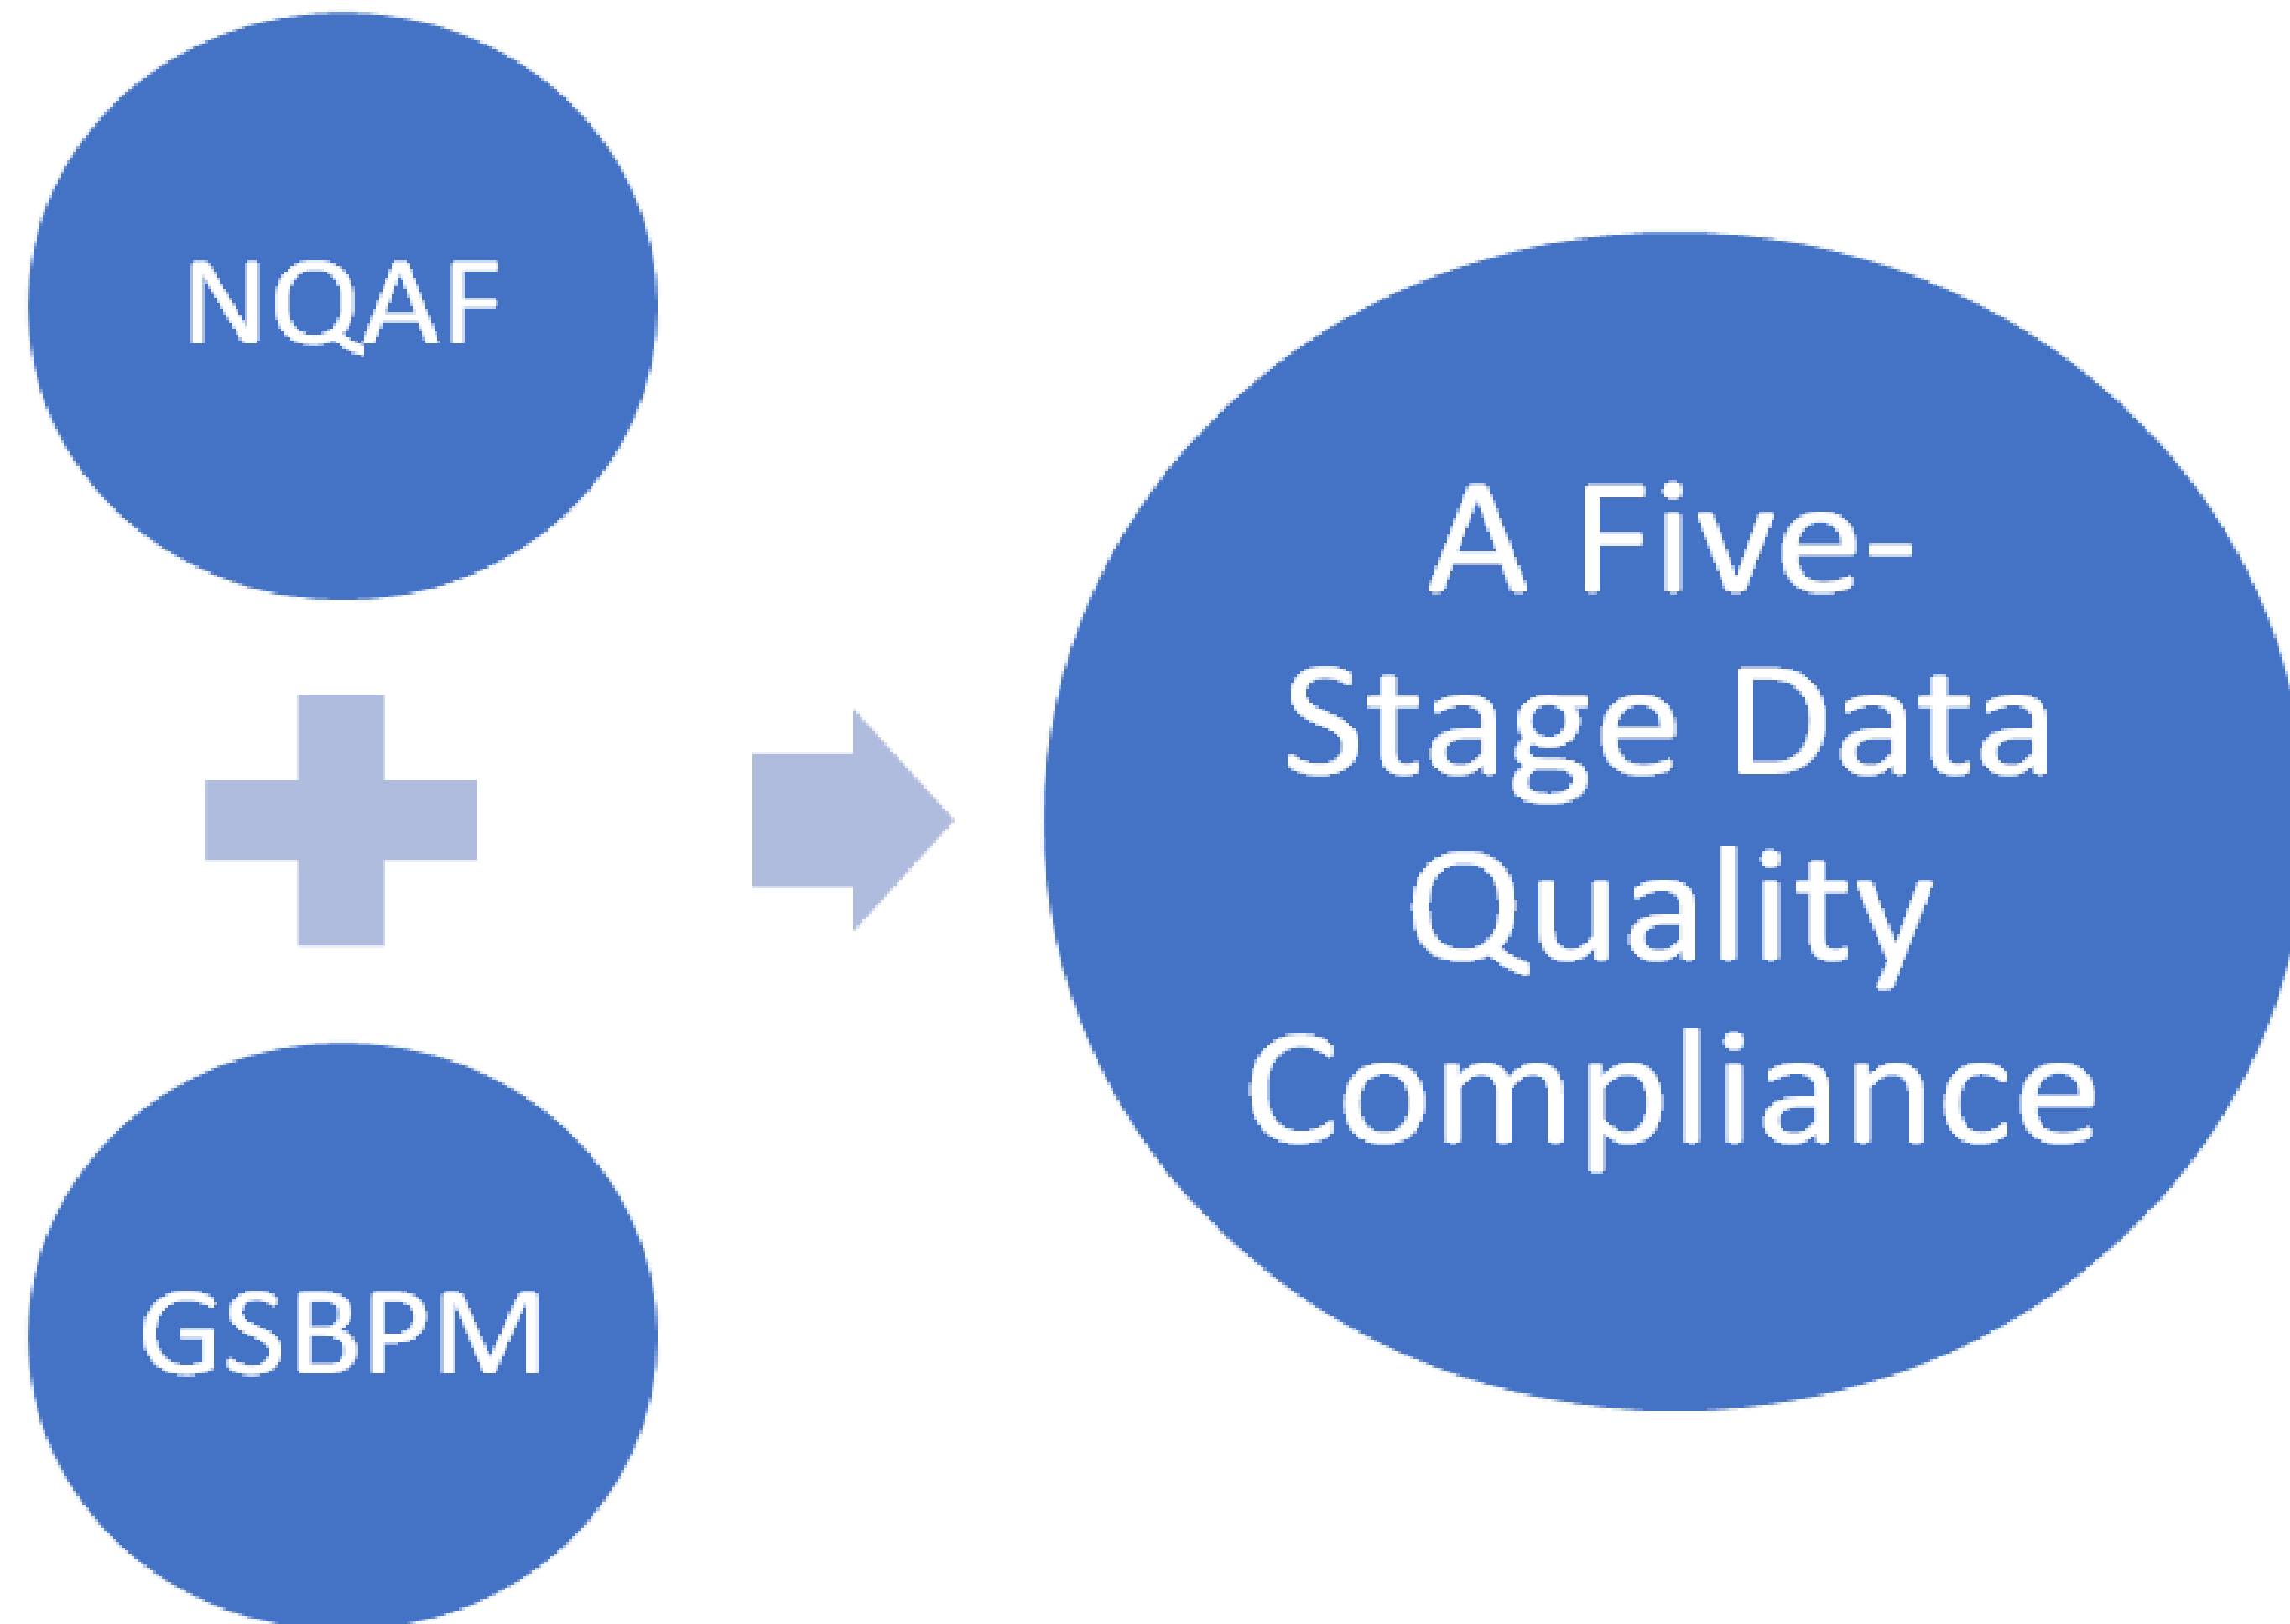 NQAF
GSBPM
A Five-
Stage Data
Quality
Compliance